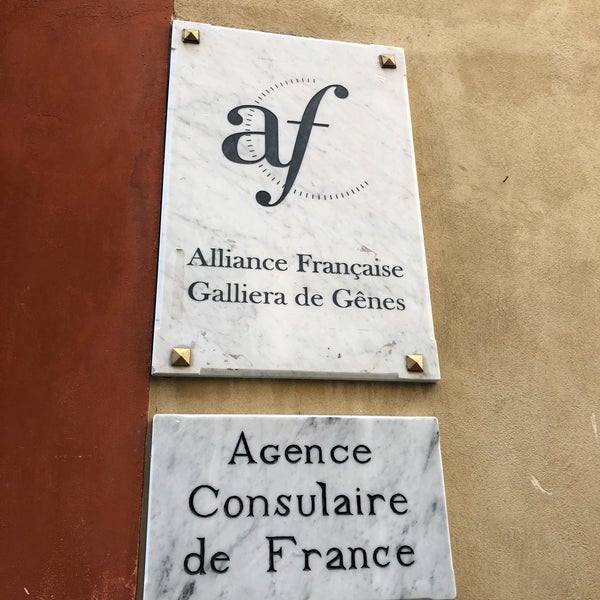 af
Alliance Française
Galliera de Gênes
Agence
Consulaire
de France